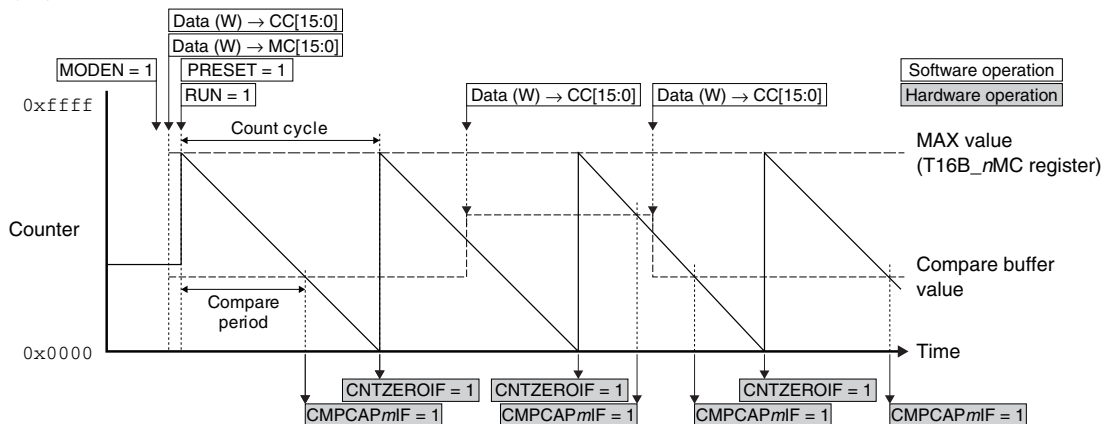 Data (W) → CC[15:0]
Data (W) → MC[15:0]
MODEN = 1
PRESET = 1
RUN = 1
Software operation
Hardware operation
0xffff
Data (W) → CC[15:0]
Data (W) → CC[15:0]
Count cycle
MAX value
(T16B_nMC register)
Counter
Compare buffer
value
Compare
period
0x0000
Time
CNTZEROIF = 1
CNTZEROIF = 1
CNTZEROIF = 1
CMPCAPmIF = 1
CMPCAPmIF = 1
CMPCAPmIF = 1
CMPCAPmIF = 1